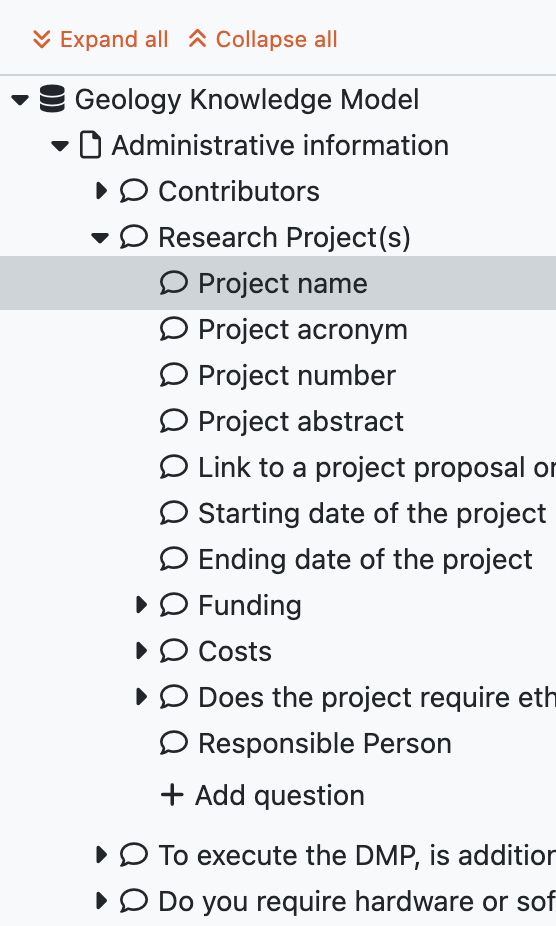 Expand all Collapse all
Geology Knowledge Model
Administrative information
Contributors
Research Project(s)
Project name
Project acronym
Project number
Project abstract
Link to a project proposal or
Starting date of the project
Ending date of the project
Funding
Costs
Does the project require eth
Responsible Person
Add question
To execute the DMP, is addition
Do you require hardware or sof